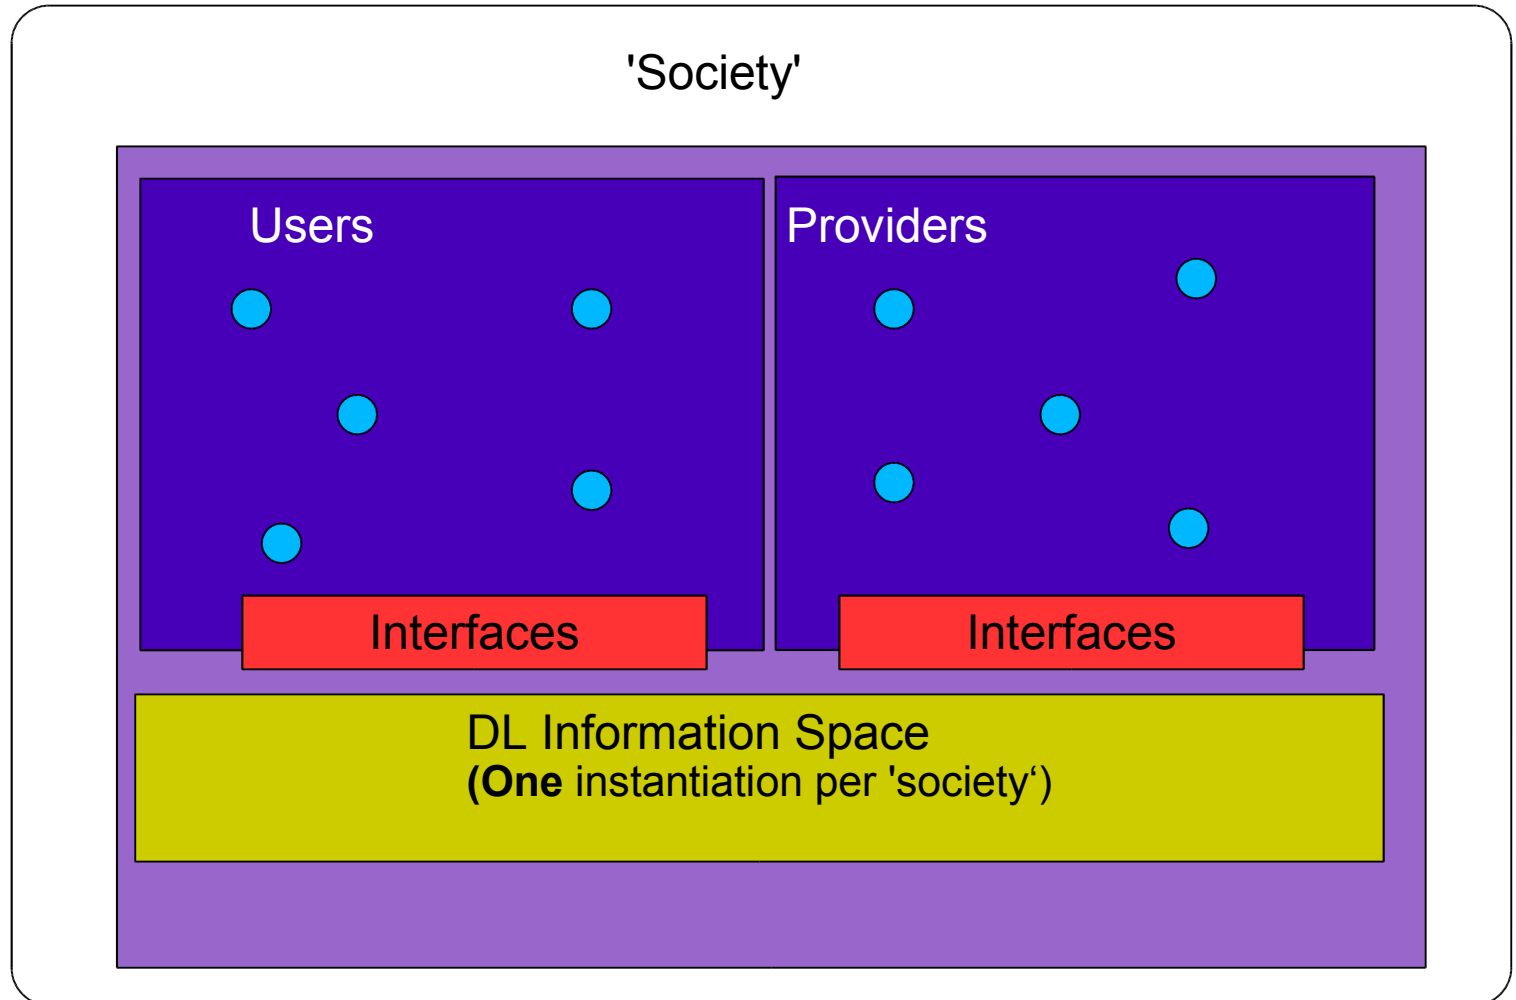 'Society'
Users
Providers
Interfaces
Interfaces
DL Information Space
(One instantiation per 'society‘)